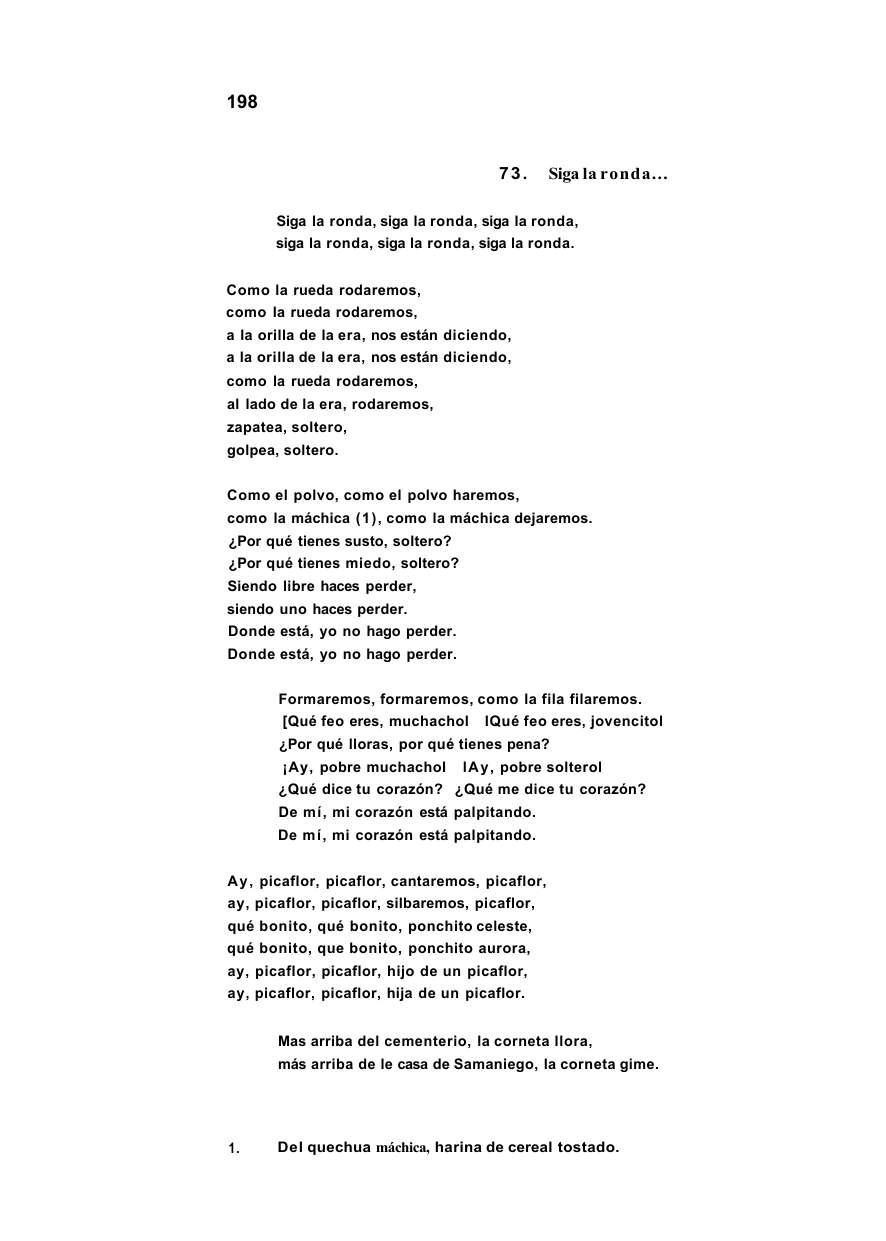 198
73. Siga la ronda...
Siga la ronda, siga la ronda, siga la ronda,
siga la ronda, siga la ronda, siga la ronda.
Como la rueda rodaremos,
como la rueda rodaremos,
a la orilla de la era, nos están diciendo,
a la orilla de la era, nos están diciendo,
como la rueda rodaremos,
al lado de la era, rodaremos,
zapatea, soltero,
golpea, soltero.
Como el polvo, como el polvo haremos,
como la máchica (1), como la máchica dejaremos.
¿Por qué tienes susto, soltero?
¿Por qué tienes miedo, soltero?
Siendo libre haces perder,
siendo uno haces perder.
Donde está, yo no hago perder.
Donde está, yo no hago perder.
Formaremos, formaremos, como la fila filaremos.
[Qué feo eres, muchachol lQué feo eres, jovencitol
¿Por qué lloras, por qué tienes pena?
¡Ay, pobre muchachol lAy, pobre solterol
¿Qué dice tu corazón? ¿Qué me dice tu corazón?
De mí, mi corazón está palpitando.
De mí, mi corazón está palpitando.
Ay, picaflor, picaflor, cantaremos, picaflor,
ay, picaflor, picaflor, silbaremos, picaflor,
qué bonito, qué bonito, ponchito celeste,
qué bonito, que bonito, ponchito aurora,
ay, picaflor, picaflor, hijo de un picaflor,
ay, picaflor, picaflor, hija de un picaflor.
Mas arriba del cementerio, la corneta llora,
más arriba de le casa de Samaniego, la corneta gime.
1. Del quechua máchica, harina de cereal tostado.